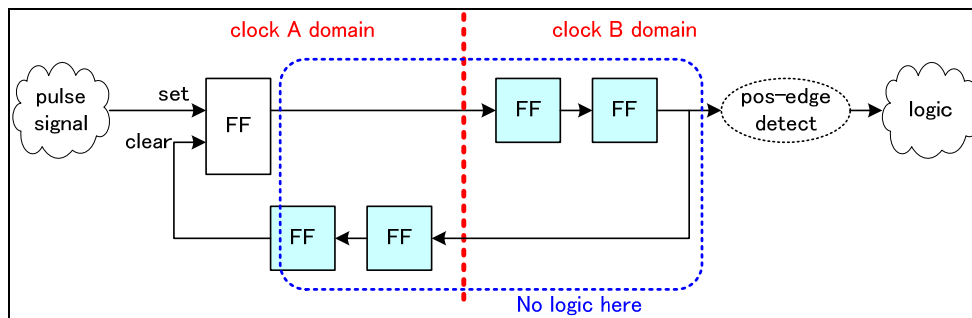 clock A domain
clock B domain
pulse
signal
set
clear
FF
FF
FF
pos-edge
detect
logic
FF
FF
No logic here